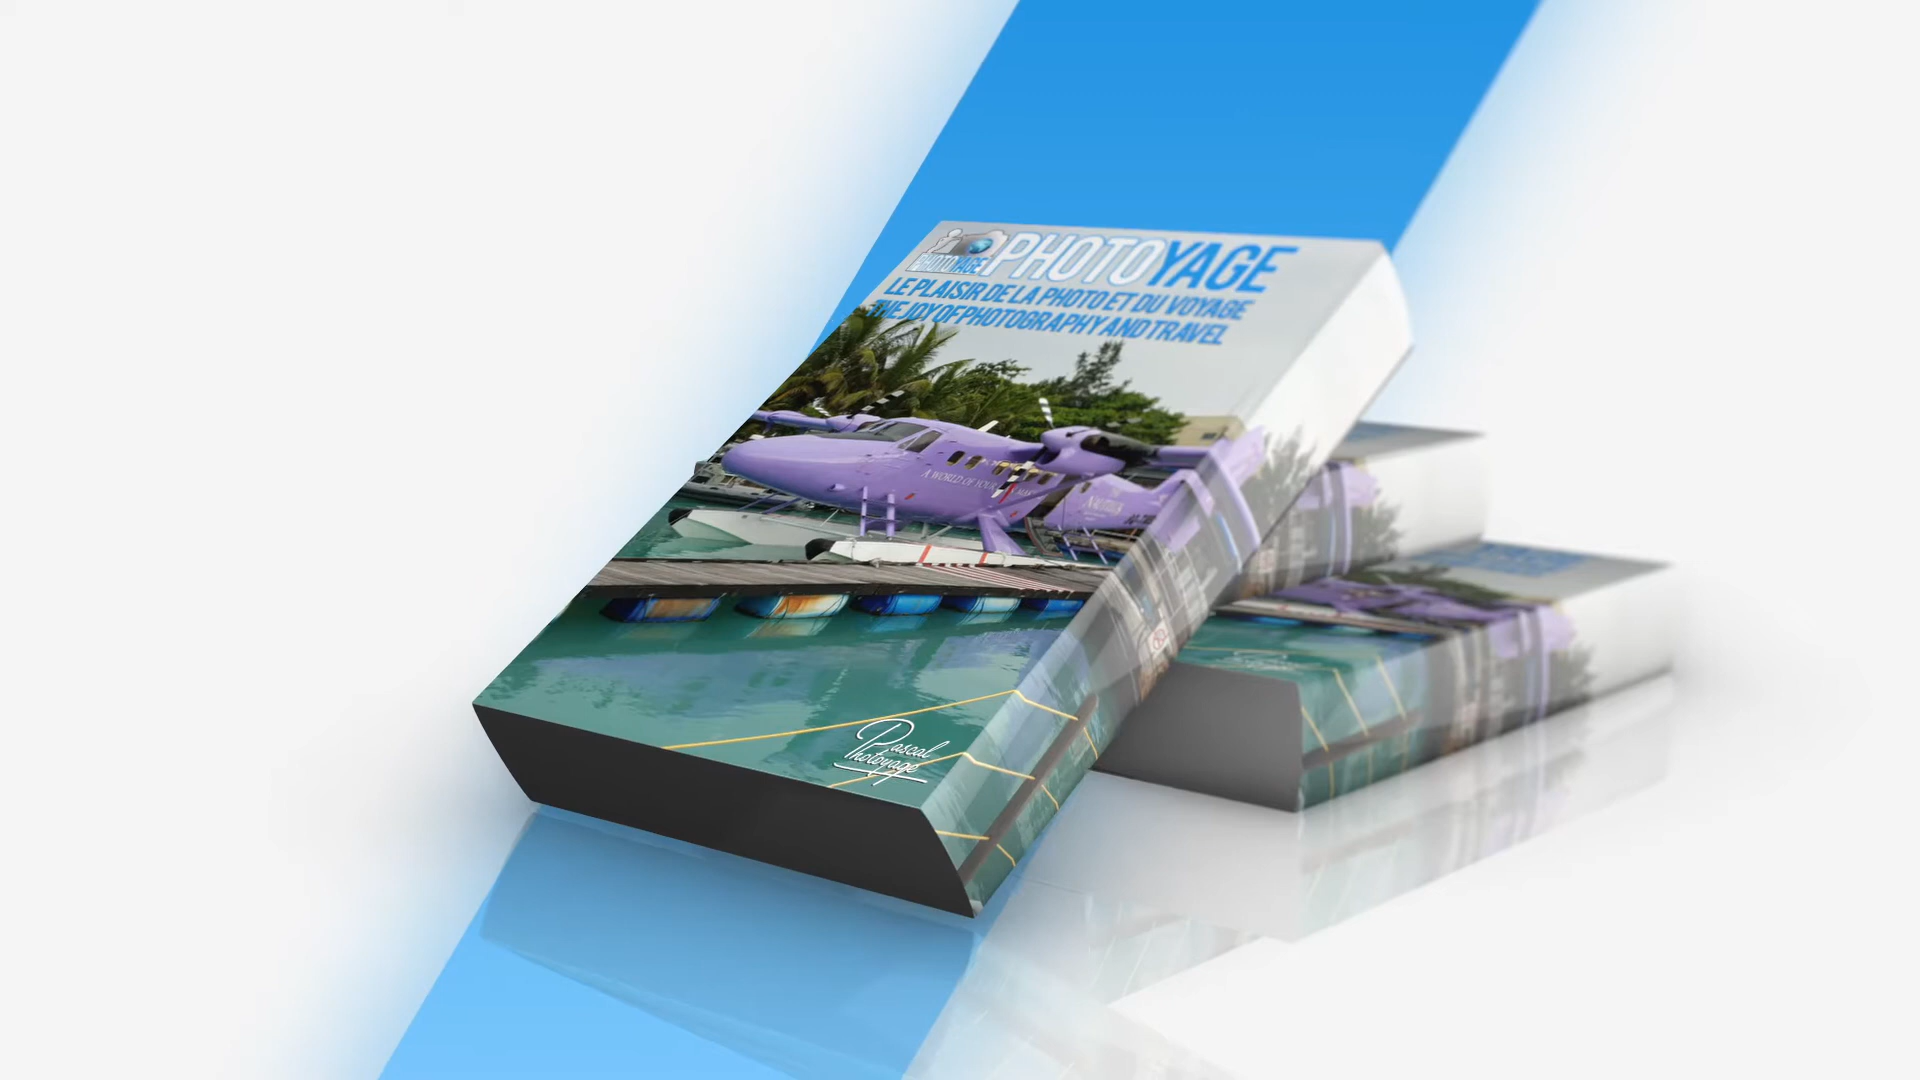 PHOTOYAGE
PHOTOYAGE
LE PLAISIR DE LA PHOTO ET DU VOYAGE
THE JOY OF PHOTOGRAPHY AND TRAVEL
A WORLD OF YOUR
NAUTILUS
Pascal
Photoyage